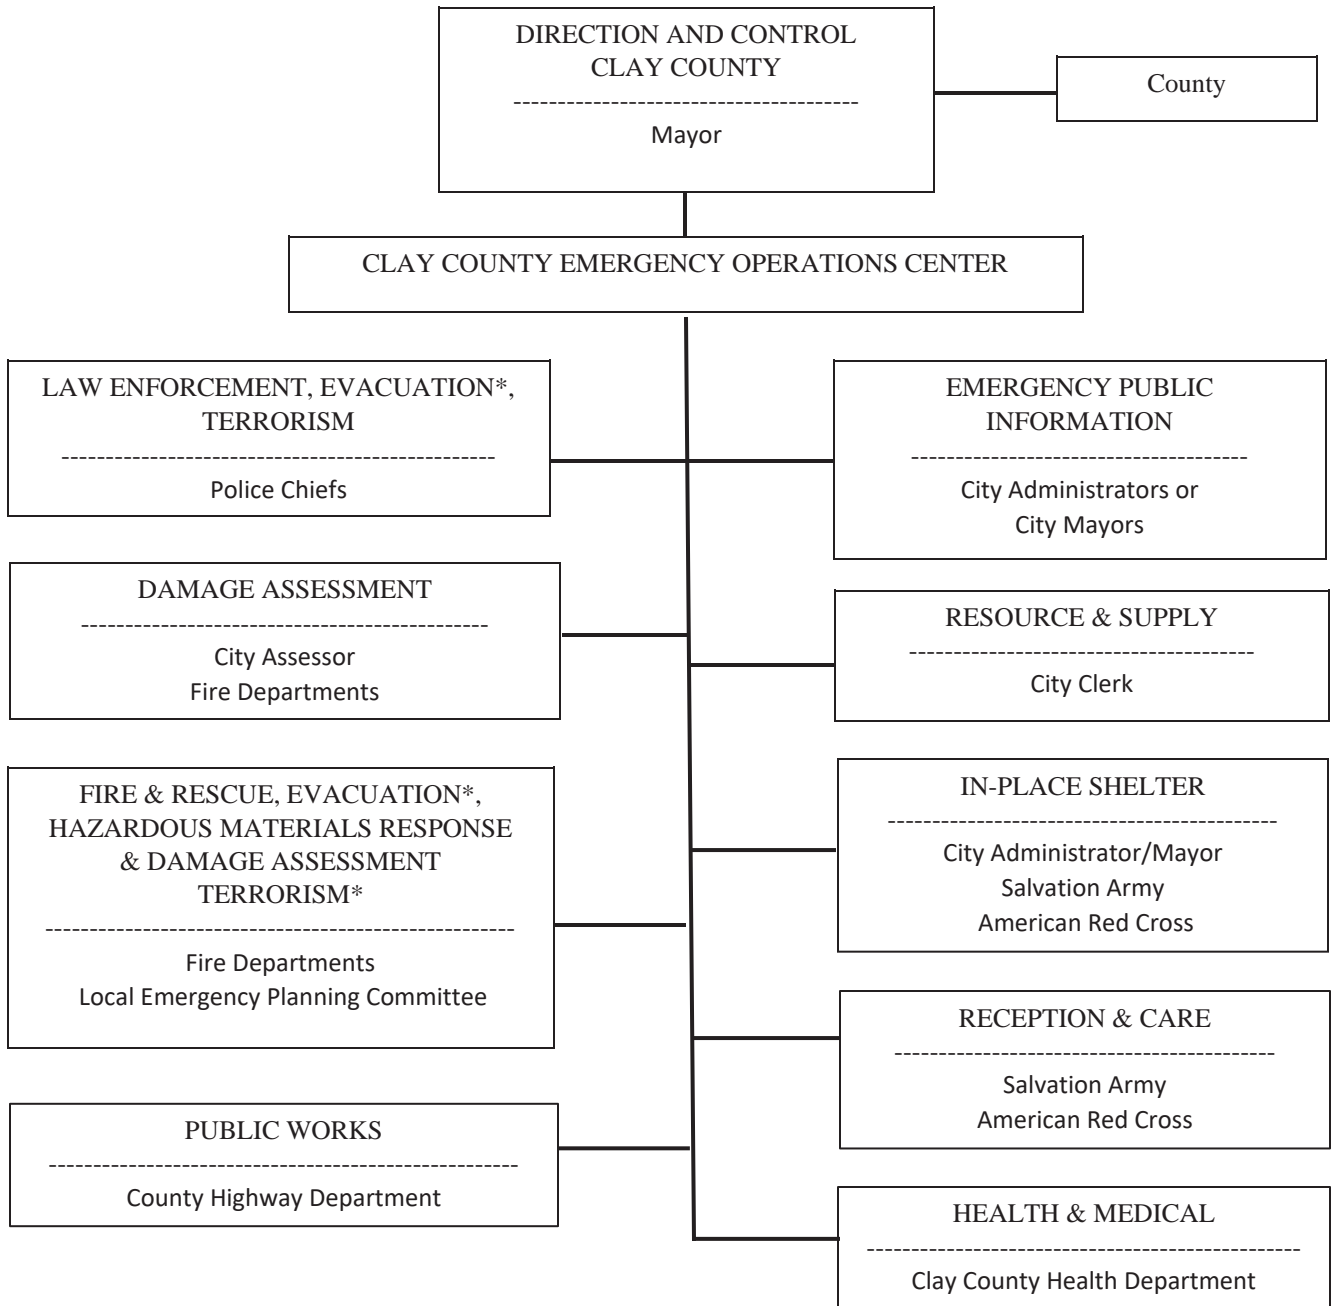 DIRECTION AND CONTROL
CLAY COUNTY
---------------------------------------
Mayor
County
CLAY COUNTY EMERGENCY OPERATIONS CENTER
LAW ENFORCEMENT, EVACUATION*,
TERRORISM
-------------------------------------------------
Police Chiefs
EMERGENCY PUBLIC
INFORMATION
--------------------------------------
City Administrators or
City Mayors
DAMAGE ASSESSMENT
----------------------------------------------
City Assessor
Fire Departments
RESOURCE & SUPPLY
---------------------------------------
City Clerk
FIRE & RESCUE, EVACUATION*,
HAZARDOUS MATERIALS RESPONSE
& DAMAGE ASSESSMENT
TERRORISM*
-----------------------------------------------------
Fire Departments
Local Emergency Planning Committee
IN-PLACE SHELTER
--------------------------------------------
City Administrator/Mayor
Salvation Army
American Red Cross
RECEPTION & CARE
-------------------------------------------
Salvation Army
American Red Cross
PUBLIC WORKS
-----------------------------------------------------
County Highway Department
HEALTH & MEDICAL
-------------------------------------------------
Clay County Health Department